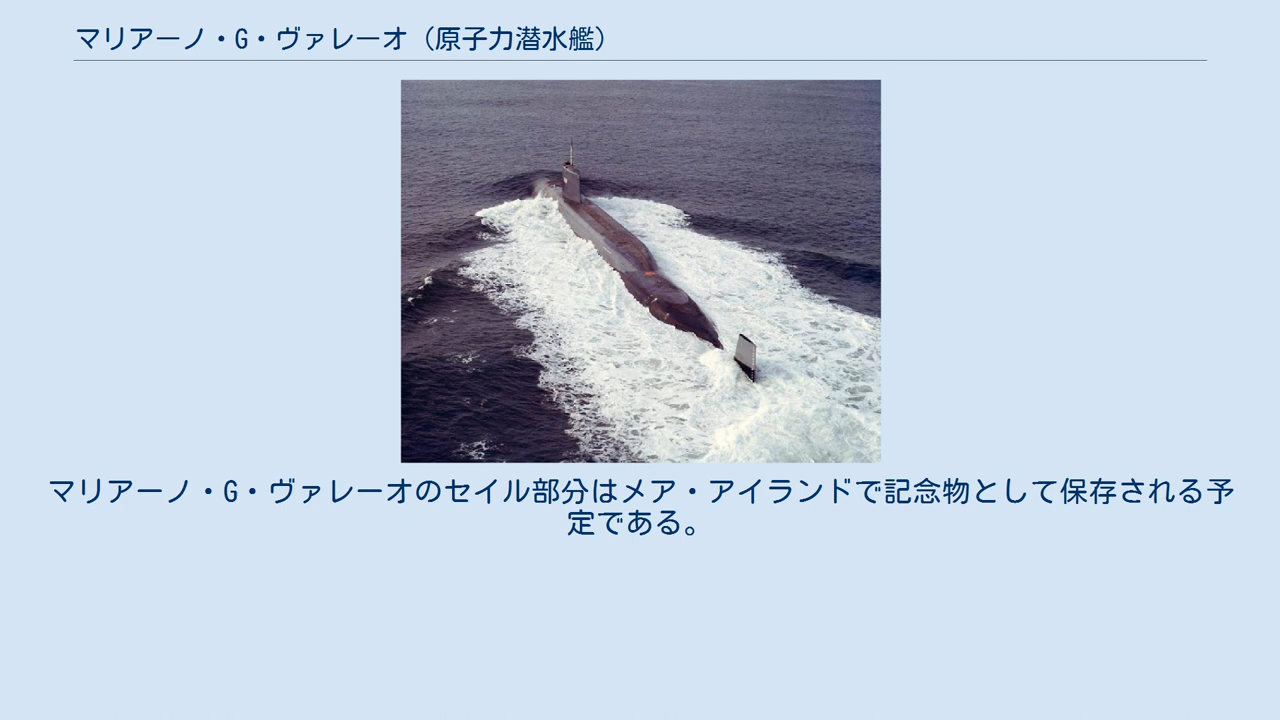 マリアーノ・G・ヴァレーオ（原子力潜水艦）
マリアーノ・G・ヴァレーオのセイル部分はメア・アイランドで記念物として保存される予
定である。